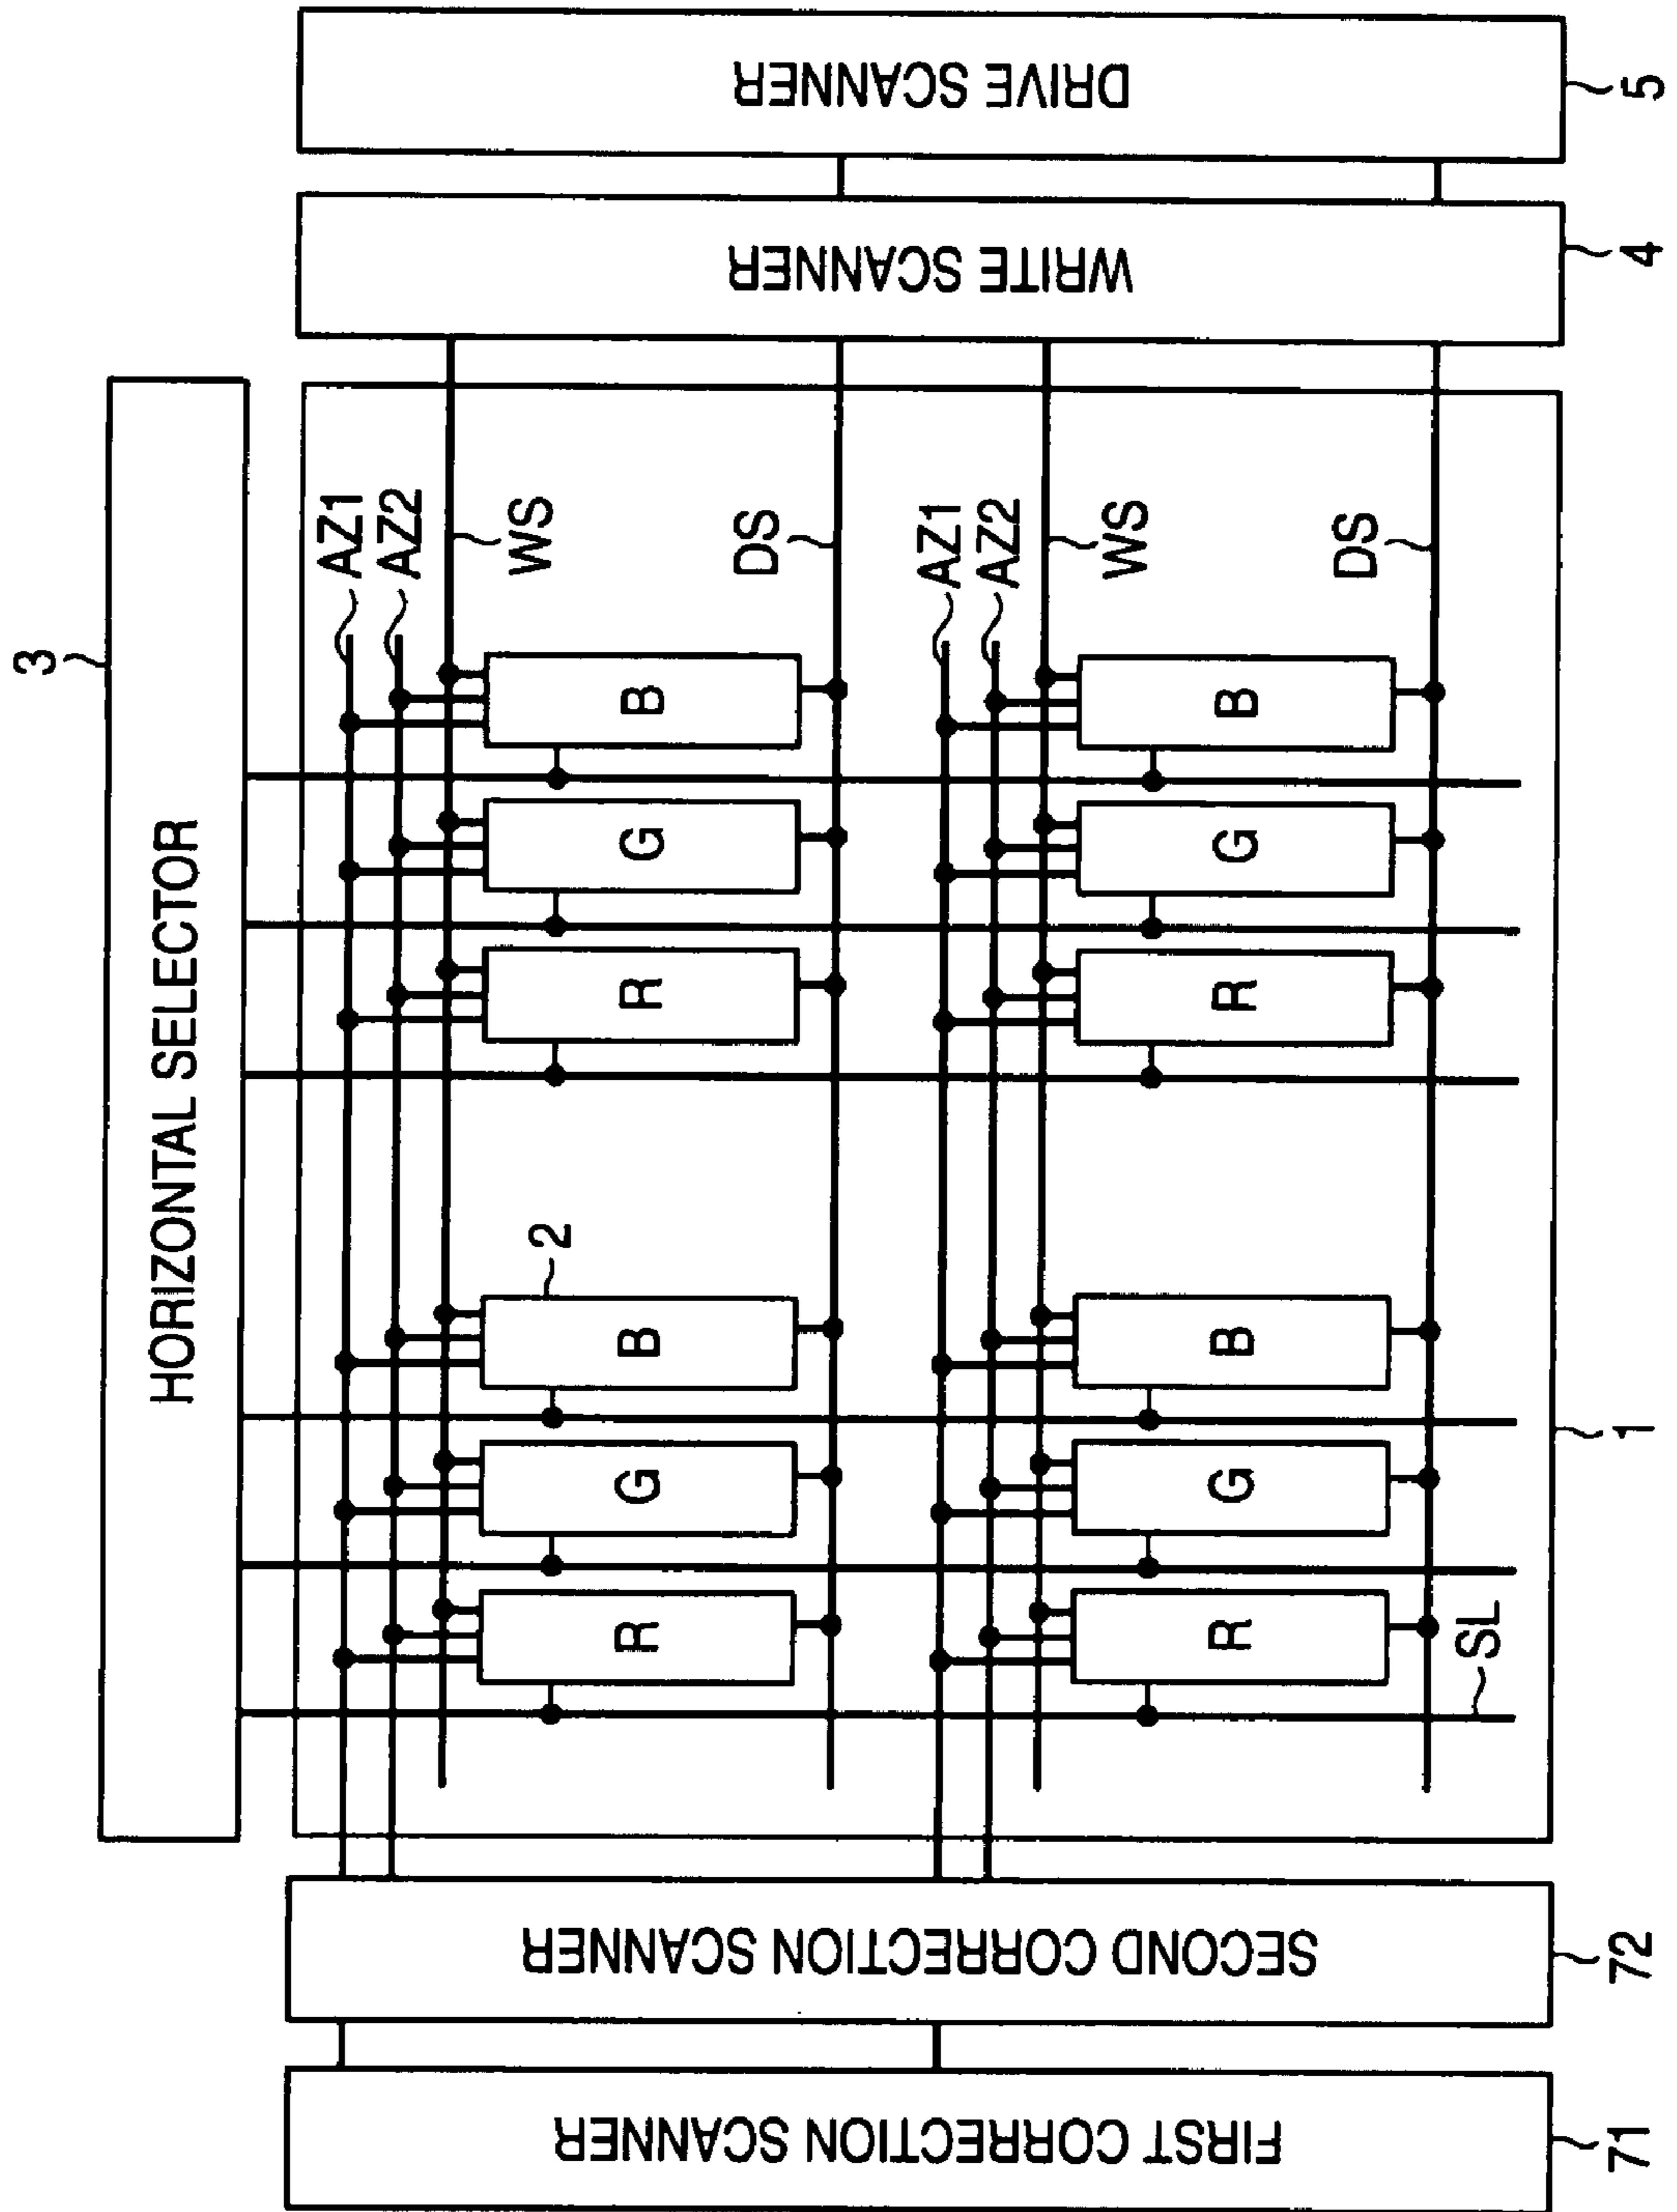 3
HORIZONTAL SELECTOR
FIRST CORRECTION SCANNER
SECOND CORRECTION SCANNER
WRITE SCANNER
DRIVE SCANNER
AZ1
AZ2
WS
2
R G B R G B
DS
AZ1
AZ2
WS
R G B R G B
DS
SL
71 72 1 4 5